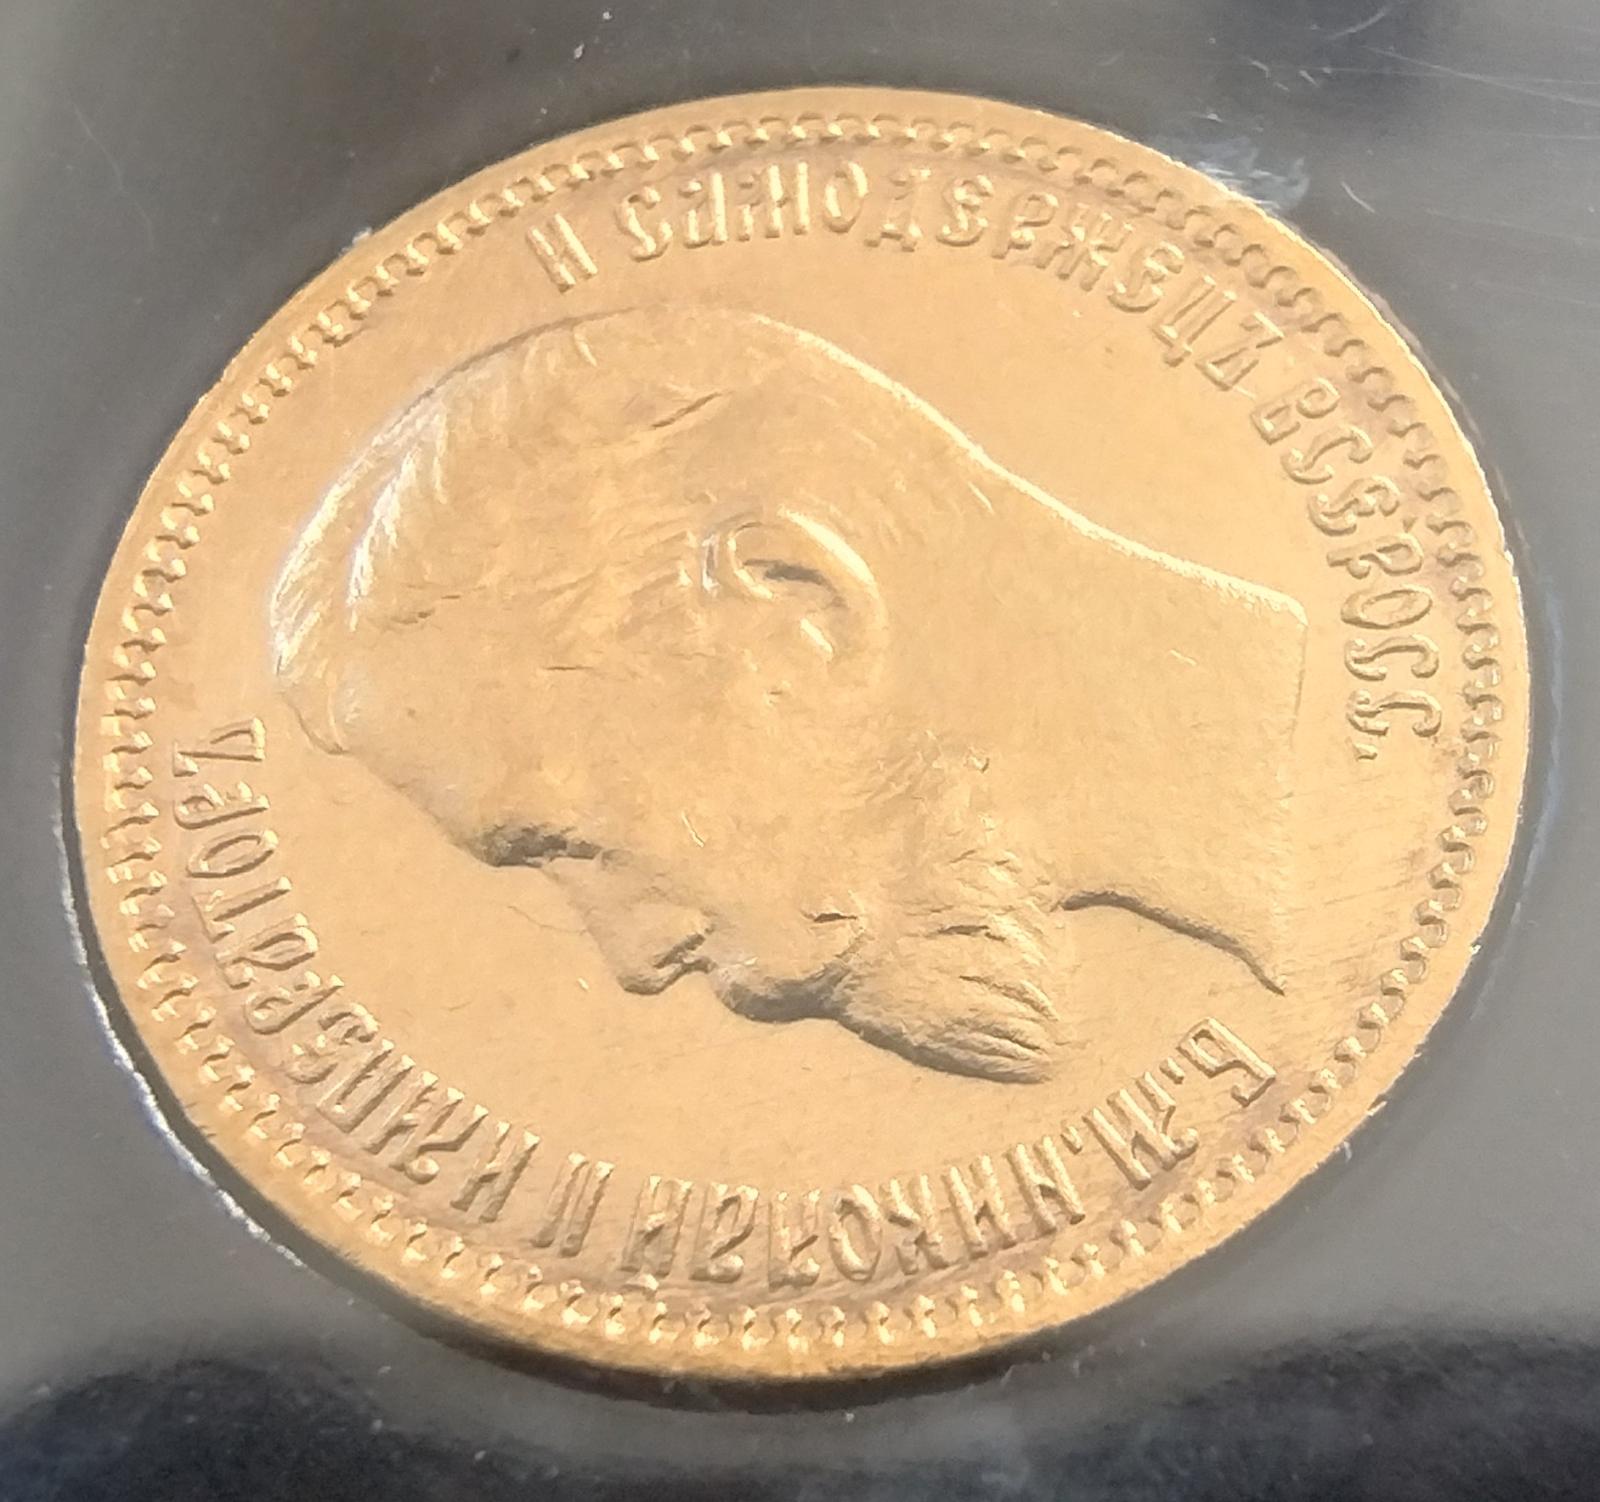 Б. М. НИКОЛАЙ II ИМПЕРАТОРЪ
И САМОДЕРЖЕЦЪ ВСЕРОСС.